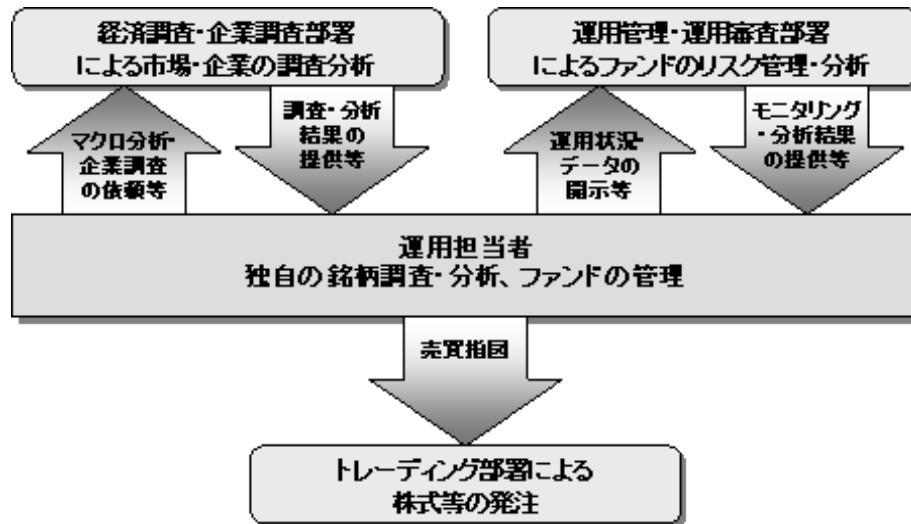 経済調査・企業調査部署
による市場・企業の調査分析
運用管理・運用審査部署
によるファンドのリスク管理・分析
マクロ分析・
企業調査
の依頼等
調査・分析
結果の
提供等
運用状況・
データの
開示等
モニタリング
・分析結果
の提供等
運用担当者
独自の銘柄調査・分析、ファンドの管理
売買指図
トレーディング部署による
株式等の発注